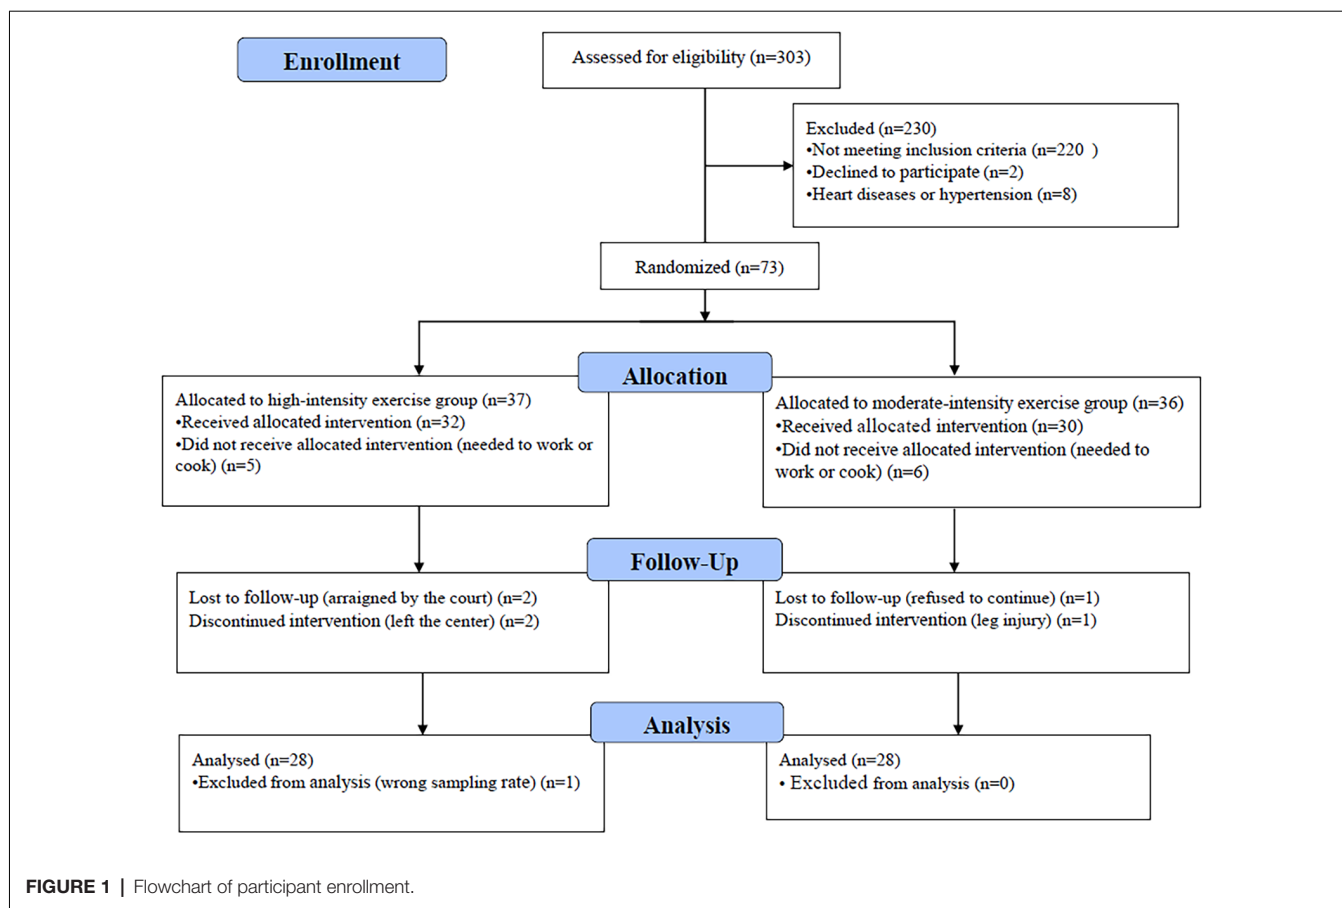 Enrollment
Assessed for eligibility (n=303)
Excluded (n=230)
•Not meeting inclusion criteria (n=220 )
•Declined to participate (n=2)
•Heart diseases or hypertension (n=8)
Randomized (n=73)
Allocation
Allocated to high-intensity exercise group (n=37)
•Received allocated intervention (n=32)
•Did not receive allocated intervention (needed to work or
cook) (n=5)
Allocated to moderate-intensity exercise group (n=36)
•Received allocated intervention (n=30)
•Did not receive allocated intervention (needed to
work or cook) (n=6)
Follow-Up
Lost to follow-up (arraigned by the court) (n=2)
Discontinued intervention (left the center) (n=2)
Lost to follow-up (refused to continue) (n=1)
Discontinued intervention (leg injury) (n=1)
Analysis
Analysed (n=28)
•Excluded from analysis (wrong sampling rate) (n=1)
Analysed (n=28)
• Excluded from analysis (n=0)
FIGURE 1 | Flowchart of participant enrollment.